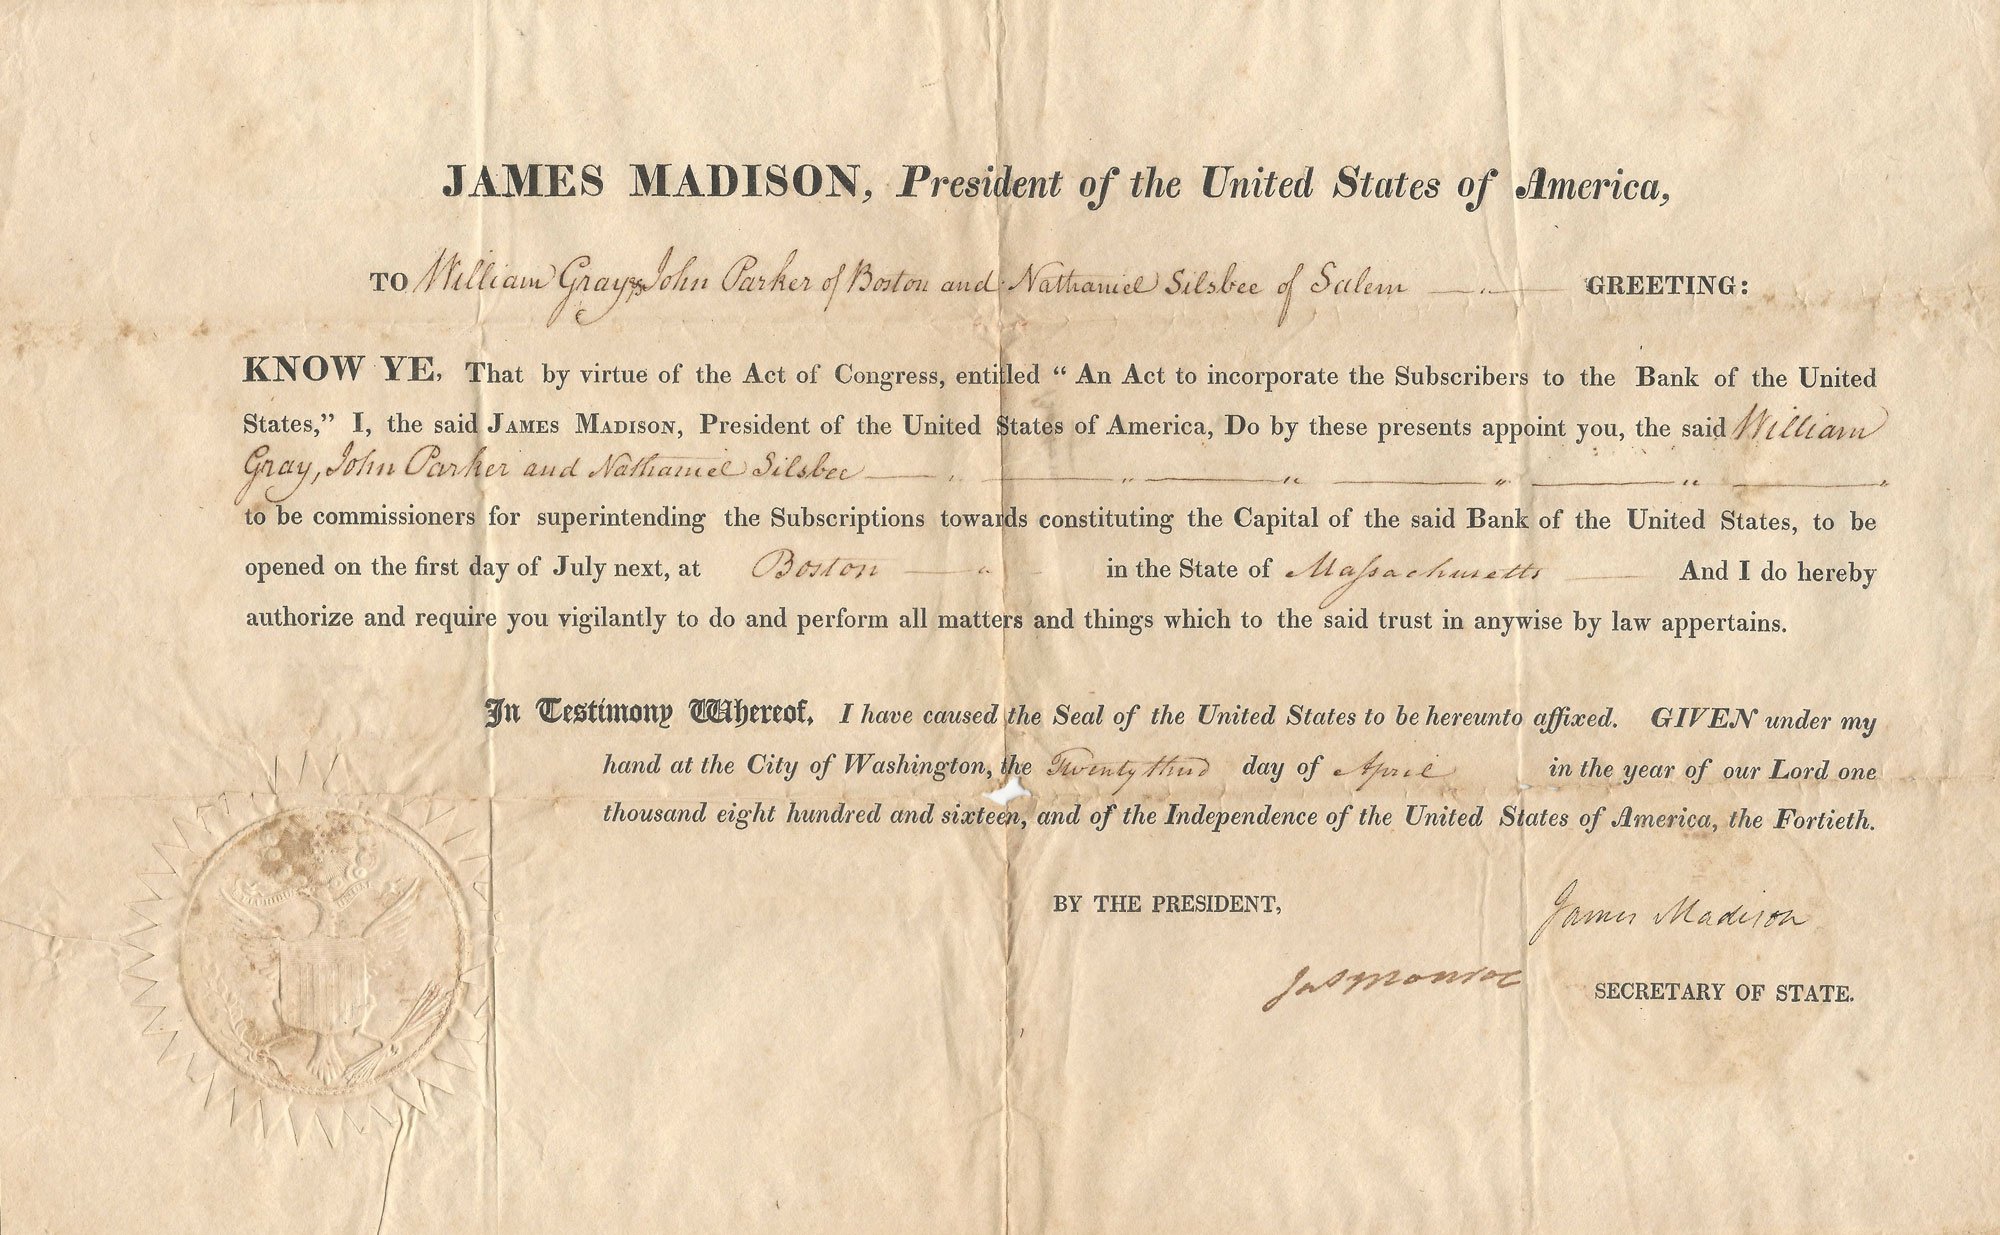 JAMES MADISON, President of the United States of America,
TO William Gray & John Parker of Boston and Nathaniel Silsbee of Salem — " — GREETING:
KNOW YE, That by virtue of the Act of Congress, entitled “ An Act to incorporate the Subscribers to the Bank of the United
States,” I, the said JAMES MADISON, President of the United States of America, Do by these presents appoint you, the said William
Gray, John Parker and Nathaniel Silsbee — " — " — " — " — " — "
to be commissioners for superintending the Subscriptions towards constituting the Capital of the said Bank of the United States, to be
opened on the first day of July next, at Boston — " — in the State of Massachusetts — And I do hereby
authorize and require you vigilantly to do and perform all matters and things which to the said trust in anywise by law appertains.
In Testimony Whereof, I have caused the Seal of the United States to be hereunto affixed. GIVEN under my
hand at the City of Washington, the Twenty third day of April in the year of our Lord one
thousand eight hundred and sixteen, and of the Independence of the United States of America, the Fortieth.
BY THE PRESIDENT,
James Madison
Jas Monroe
SECRETARY OF STATE.